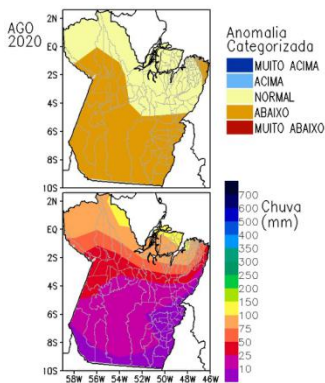 AGO
2020
Anomalia
Categorizada
MUITO ACIMA
ACIMA
NORMAL
ABAIXO
MUITO ABAIXO
2N
EQ
2S
4S
6S
8S
10S
Chuva
(mm)
700
500
400
350
300
250
200
150
100
75
50
25
10
2N
EQ
2S
4S
6S
8S
10S
58W 56W 54W 52W 50W 48W 46W